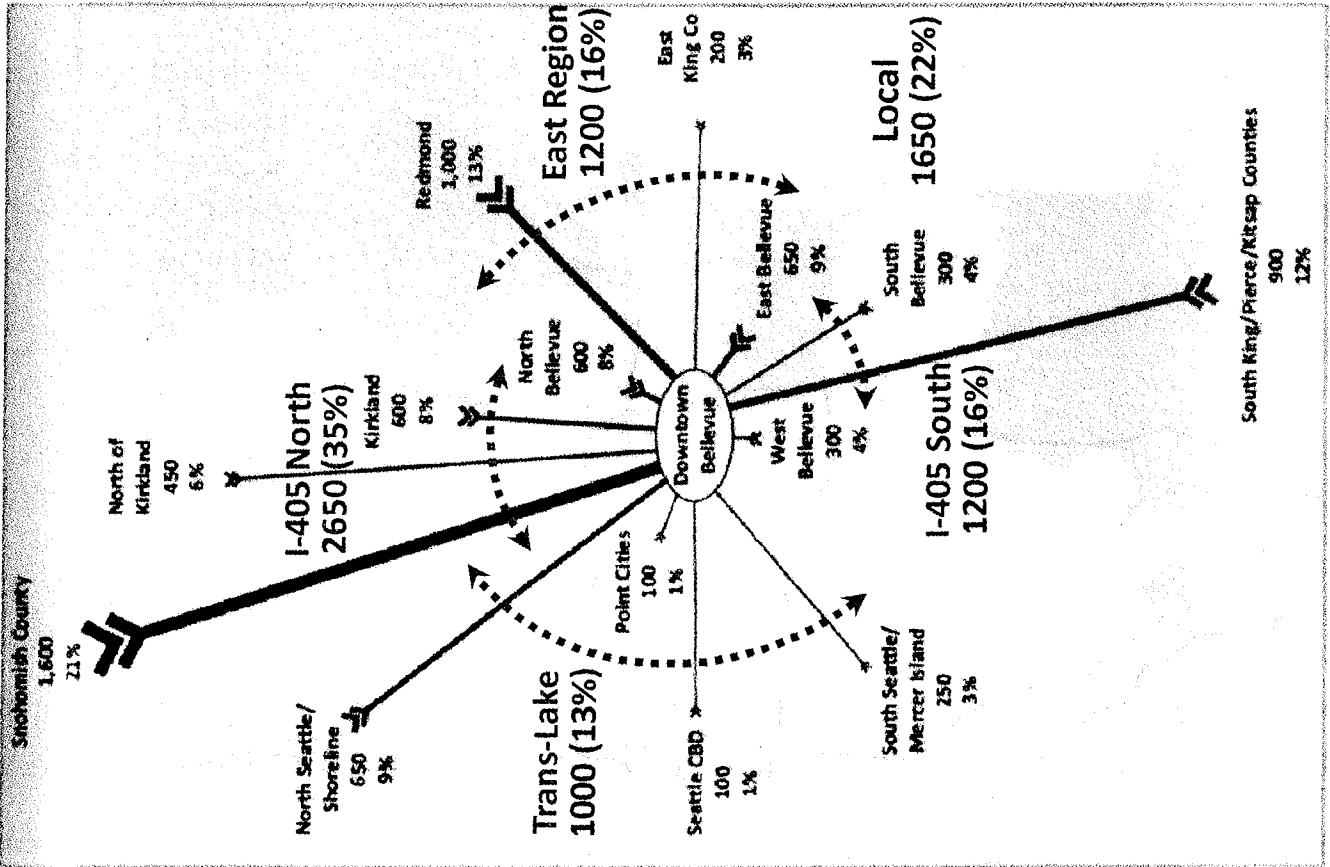 Snohomish County
1,600
21%
North of
Kirkland
450
6%
I-405 North
2650 (35%)
Kirkland
600
8%
Redmond
1,000
13%
East Region
1200 (16%)
North Seattle/
Shoreline
650
9%
North
Bellevue
600
8%
East
King Co
200
3%
Trans-Lake
1000 (13%)
Point Cities
100
1%
Downtown
Bellevue
East Bellevue
650
9%
Local
1650 (22%)
Seattle CBD
100
1%
West
Bellevue
300
4%
South
Bellevue
300
4%
South Seattle/
Mercer Island
250
3%
I-405 South
1200 (16%)
South King/Pierce/Kitsap Counties
900
12%